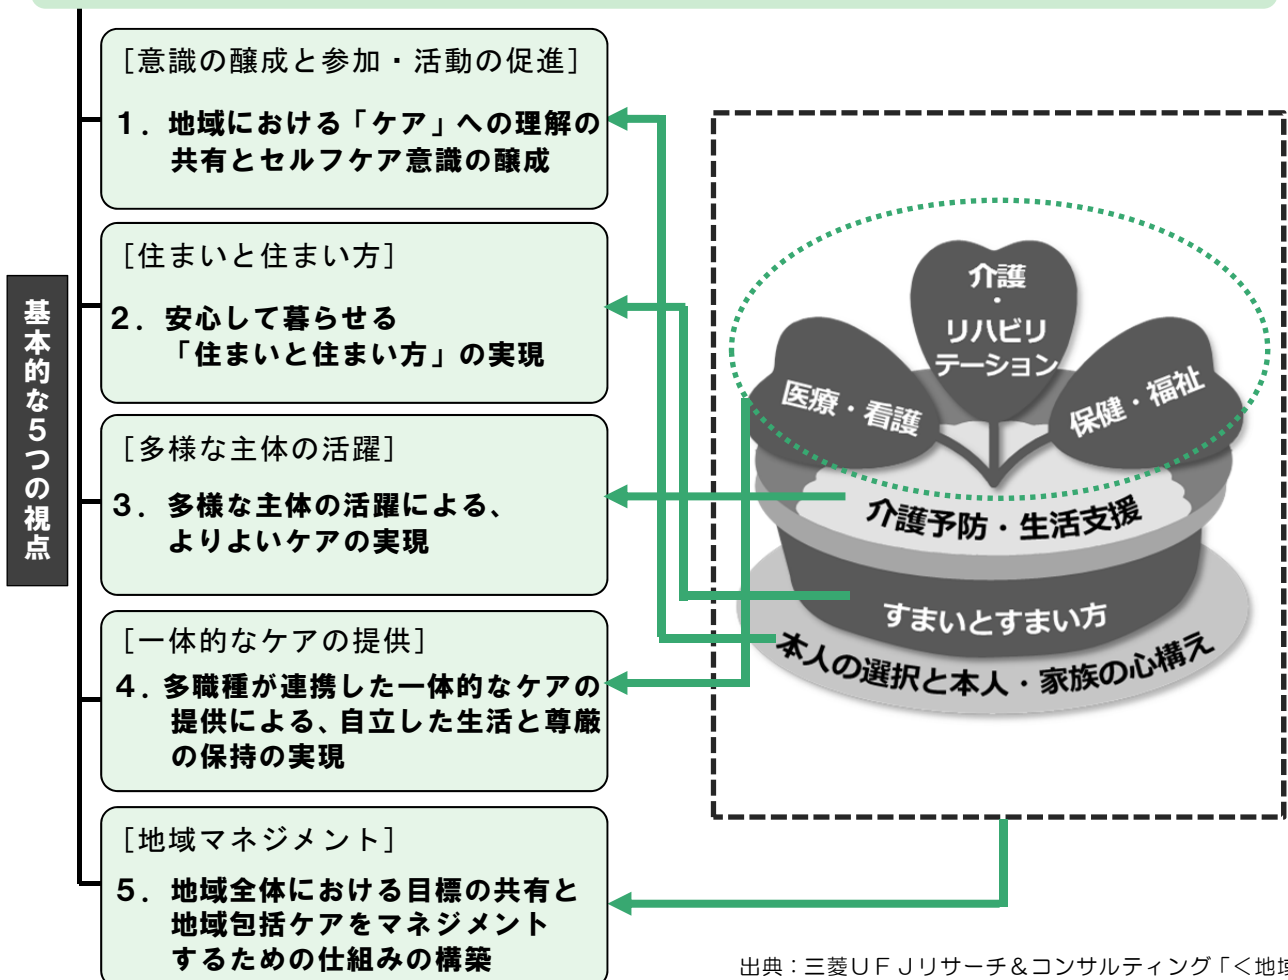 基本的な５つの視点
［意識の醸成と参加・活動の促進］
１．地域における「ケア」への理解の
共有とセルフケア意識の醸成
［住まいと住まい方］
２．安心して暮らせる
「住まいと住まい方」の実現
［多様な主体の活躍］
３．多様な主体の活躍による、
よりよいケアの実現
［一体的なケアの提供］
４．多職種が連携した一体的なケアの
提供による、自立した生活と尊厳
の保持の実現
［地域マネジメント］
５．地域全体における目標の共有と
地域包括ケアをマネジメント
するための仕組みの構築
介護
・
リハビリ
テーション
医療・看護
保健・福祉
介護予防・生活支援
すまいとすまい方
本人の選択と本人・家族の心構え
出典：三菱ＵＦＪリサーチ＆コンサルティング「＜地域